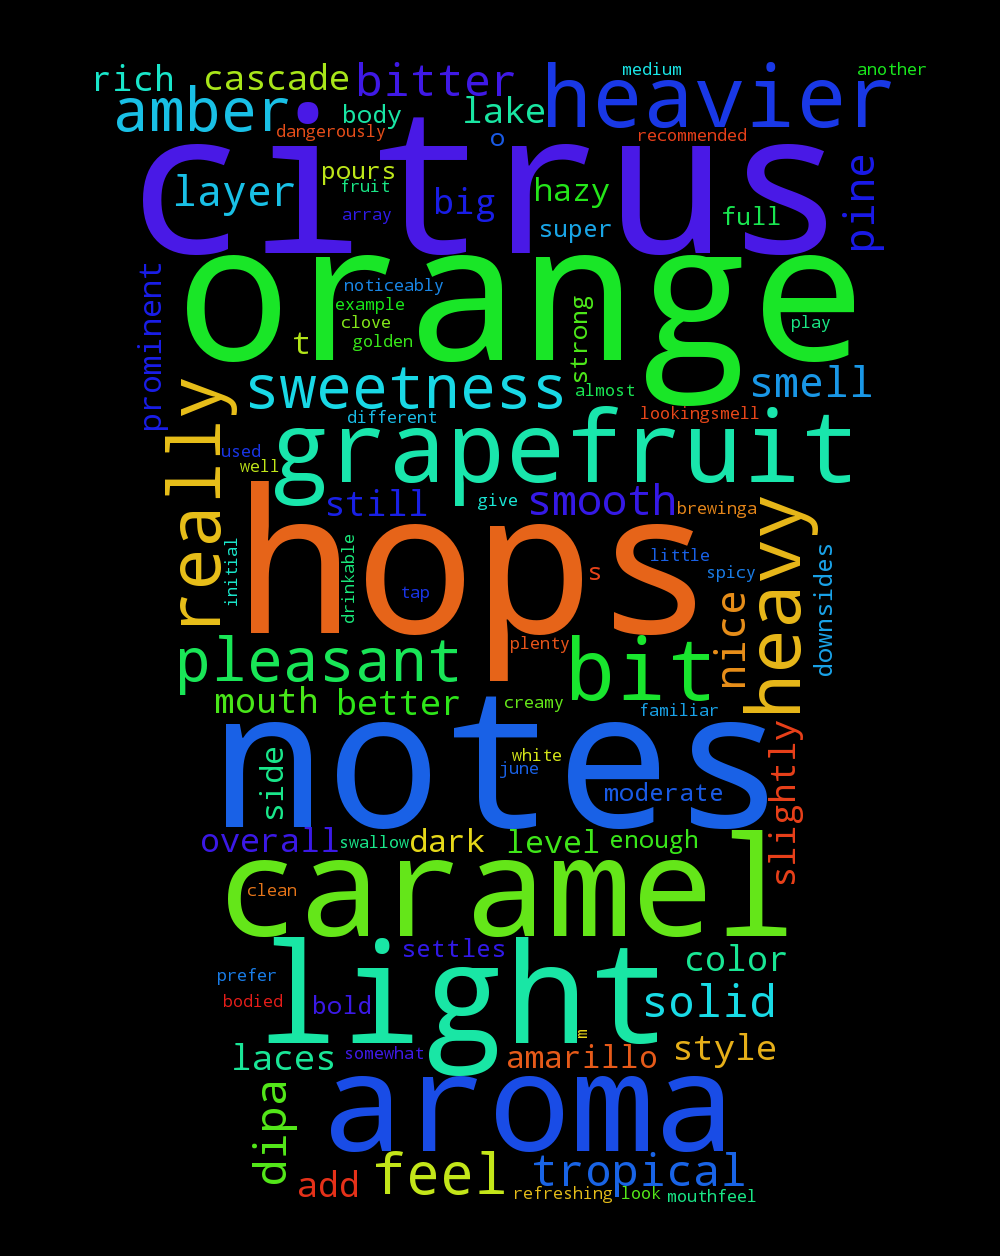 medium
another
rich
cascade
bitter
heavier
amber
body
lake
dangerously
o
recommended
citrus
pours
fruit
layer
array
big
hazy
super
full
pine
orange
prominent
noticeably
example
clove
golden
t
strong
play
almost
sweetness
smell
different
lookingsmell
really
used
well
grapefruit
still
give
smooth
brewinga
heavy
hops
initial
drinkable
tap
s
little
spicy
downsides
nice
plenty
pleasant
bit
mouth
better
creamy
familiar
notes
side
white
june
moderate
slightly
overall
swallow
dark
level
enough
caramel
clean
light
settles
color
prefer
bodied
bold
solid
m
laces
somewhat
amarillo
style
aroma
dipa
add
feel
tropical
refreshing
look
mouthfeel